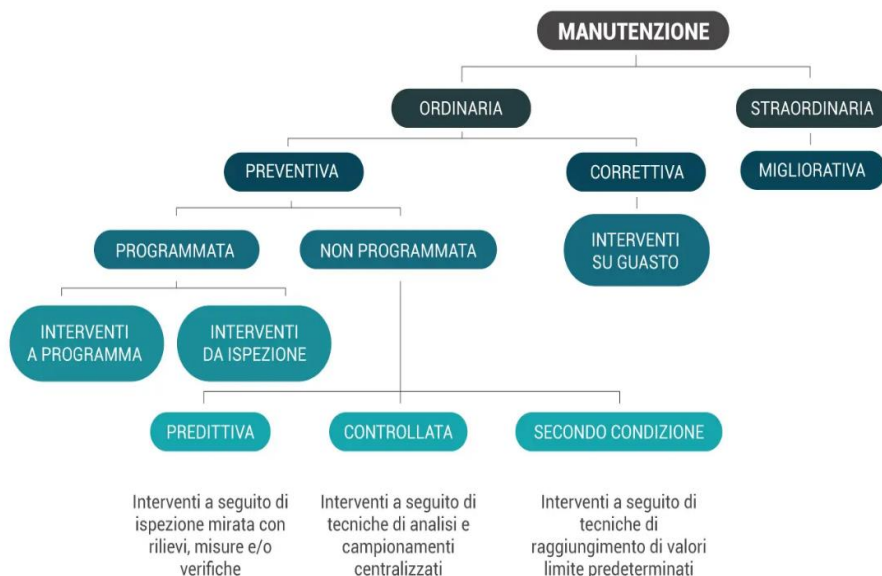 MANUTENZIONE
ORDINARIA
STRAORDINARIA
PREVENTIVA
CORRETTIVA
MIGLIORATIVA
PROGRAMMATA
NON PROGRAMMATA
INTERVENTI
SU GUASTO
INTERVENTI
A PROGRAMMA
INTERVENTI
DA ISPEZIONE
PREDITTIVA
CONTROLLATA
SECONDO CONDIZIONE
Interventi a seguito di
ispezione mirata con
rilievi, misure e/o
verifiche
Interventi a seguito di
tecniche di analisi e
campionamenti
centralizzati
Interventi a seguito di
tecniche di
raggiungimento di valori
limite predeterminati